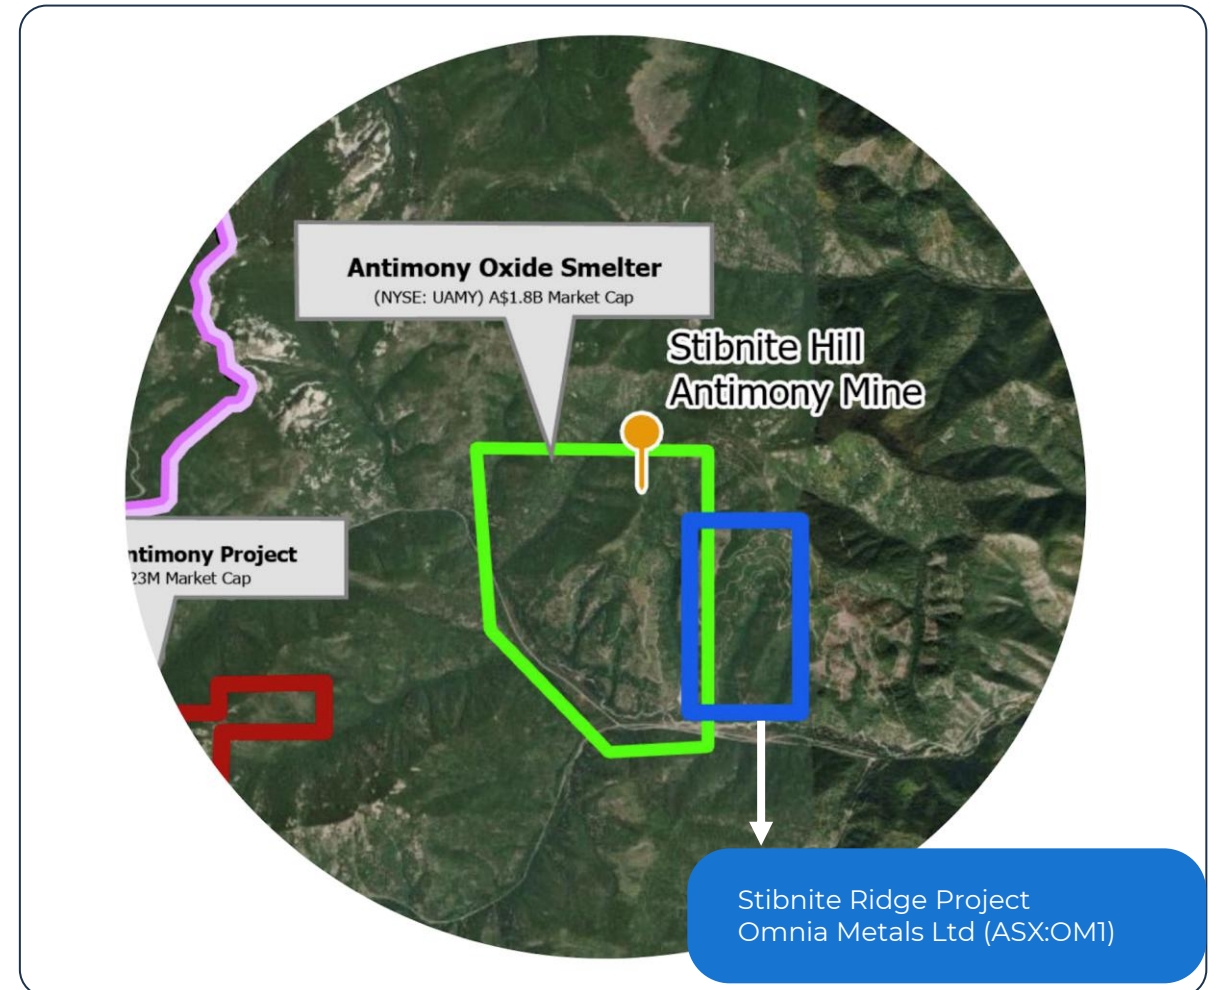 Antimony Oxide Smelter
(NYSE: UAMY) A$1.8B Market Cap
Stibnite Hill
Antimony Mine
ntimony Project
23M Market Cap
Stibnite Ridge Project
Omnia Metals Ltd (ASX:OM1)